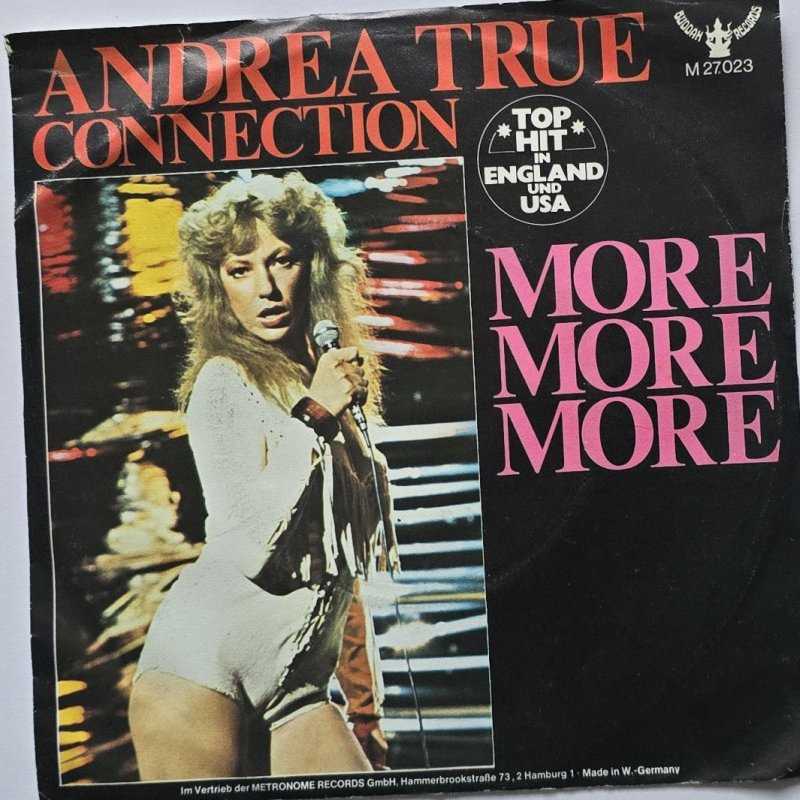 ANDREA TRUE
CONNECTION
BUDDAH RECORDS
M 27.023
TOP
HIT
IN
ENGLAND
UND
USA
MORE
MORE
MORE
Im Vertrieb der METRONOME RECORDS GmbH, Hammerbrookstraße 73, 2 Hamburg 1 · Made in W.-Germany